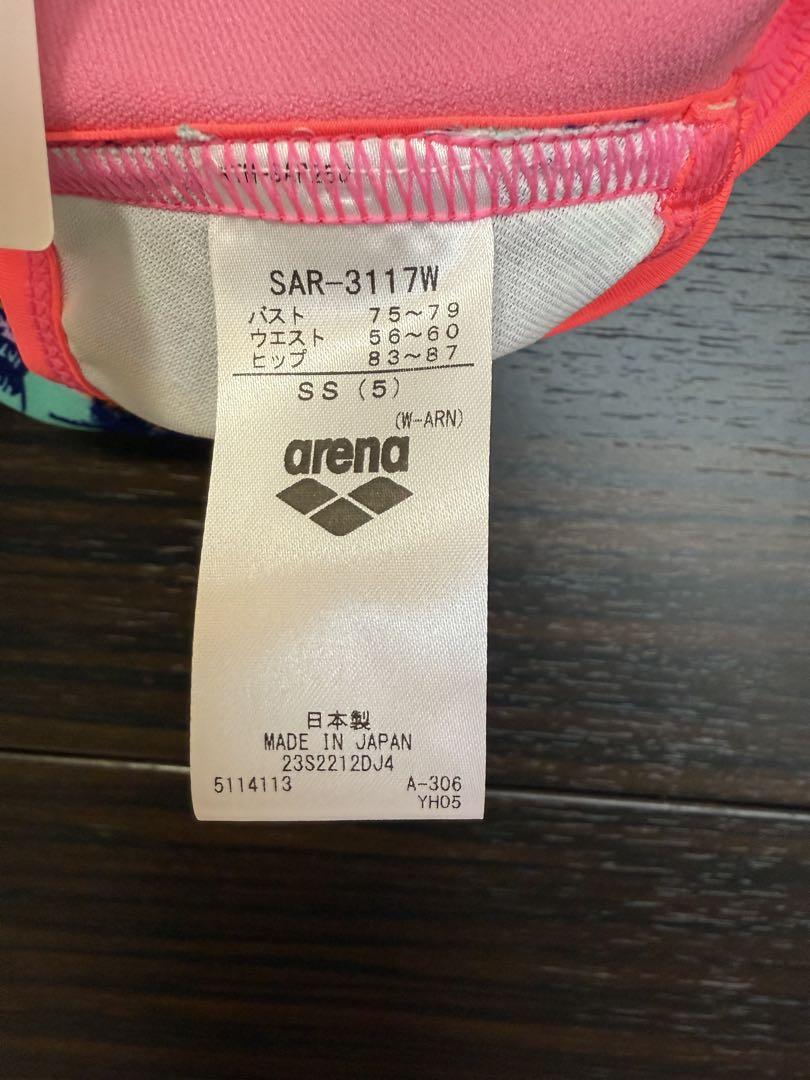 SAR-3117W
バスト 75～79
ウエスト 56～60
ヒップ 83～87
SS (5)
(W-ARN)
arena
日本製
MADE IN JAPAN
23S2212DJ4
5114113 A-306
YH05